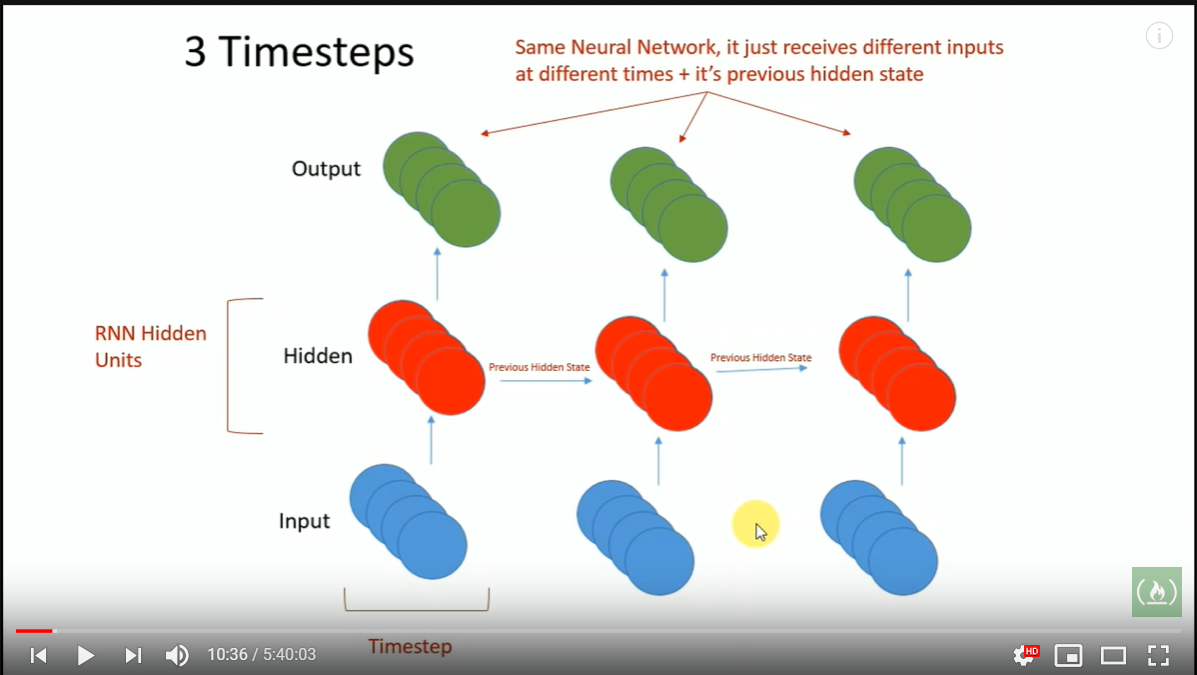 3 Timesteps
Same Neural Network, it just receives different inputs
at different times + it's previous hidden state
Output
RNN Hidden
Units
Hidden
Previous Hidden State
Previous Hidden State
Input
Timestep
10:36 / 5:40:03
HD